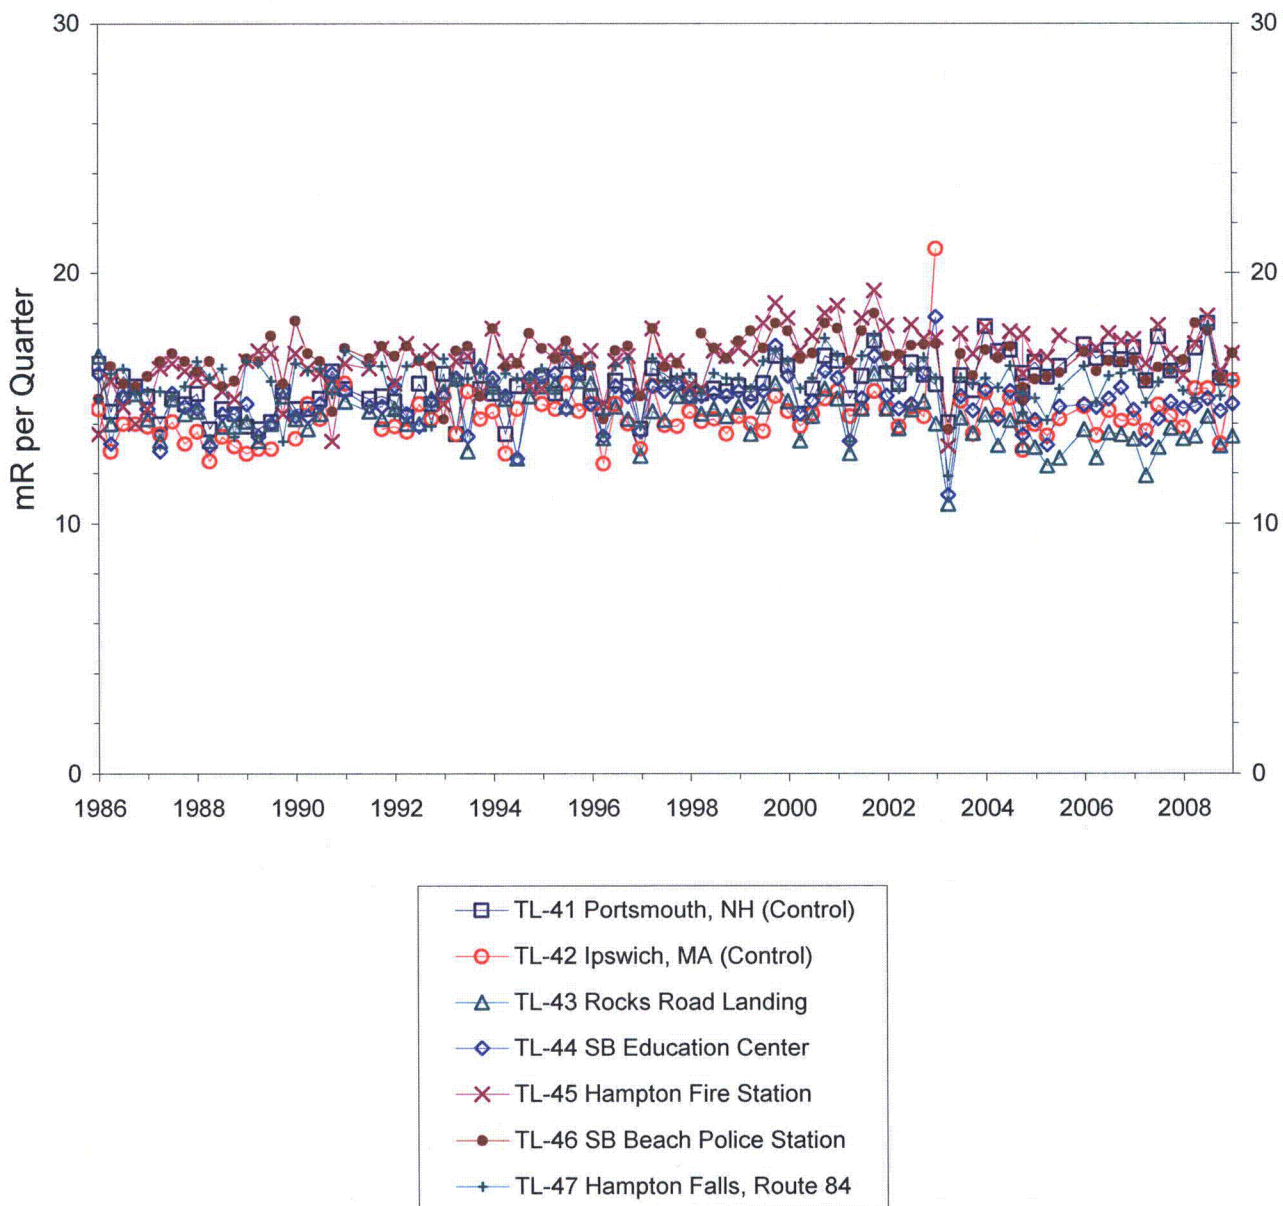 30 30
20 20
mR per Quarter
10 10
0 0
1986 1988 1990 1992 1994 1996 1998 2000 2002 2004 2006 2008
TL-41 Portsmouth, NH (Control)
TL-42 Ipswich, MA (Control)
TL-43 Rocks Road Landing
TL-44 SB Education Center
TL-45 Hampton Fire Station
TL-46 SB Beach Police Station
TL-47 Hampton Falls, Route 84